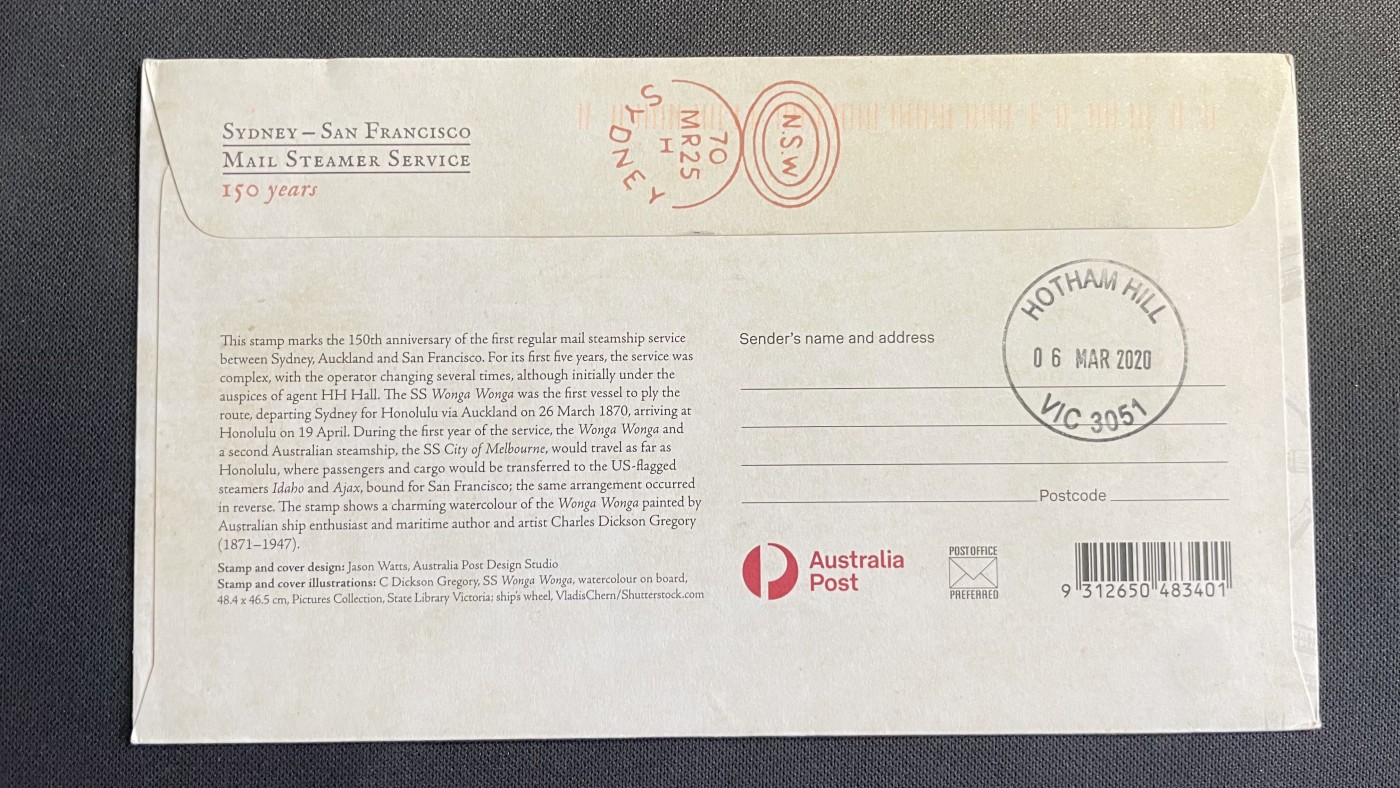 SYDNEY – SAN FRANCISCO
MAIL STEAMER SERVICE
150 years
SYDNEY
H
MR25
70
N.S.W
This stamp marks the 150th anniversary of the first regular mail steamship service
between Sydney, Auckland and San Francisco. For its first five years, the service was
complex, with the operator changing several times, although initially under the
auspices of agent HH Hall. The SS Wonga Wonga was the first vessel to ply the
route, departing Sydney for Honolulu via Auckland on 26 March 1870, arriving at
Honolulu on 19 April. During the first year of the service, the Wonga Wonga and
a second Australian steamship, the SS City of Melbourne, would travel as far as
Honolulu, where passengers and cargo would be transferred to the US-flagged
steamers Idaho and Ajax, bound for San Francisco; the same arrangement occurred
in reverse. The stamp shows a charming watercolour of the Wonga Wonga painted by
Australian ship enthusiast and maritime author and artist Charles Dickson Gregory
(1871–1947).
Stamp and cover design: Jason Watts, Australia Post Design Studio
Stamp and cover illustrations: C Dickson Gregory, SS Wonga Wonga, watercolour on board,
48.4 x 46.5 cm, Pictures Collection, State Library Victoria; ship's wheel, VladisChern/Shutterstock.com
Sender's name and address
HOTHAM HILL
06 MAR 2020
VIC 3051
Postcode
Australia
Post
POST OFFICE
PREFERRED
9 312650 483401